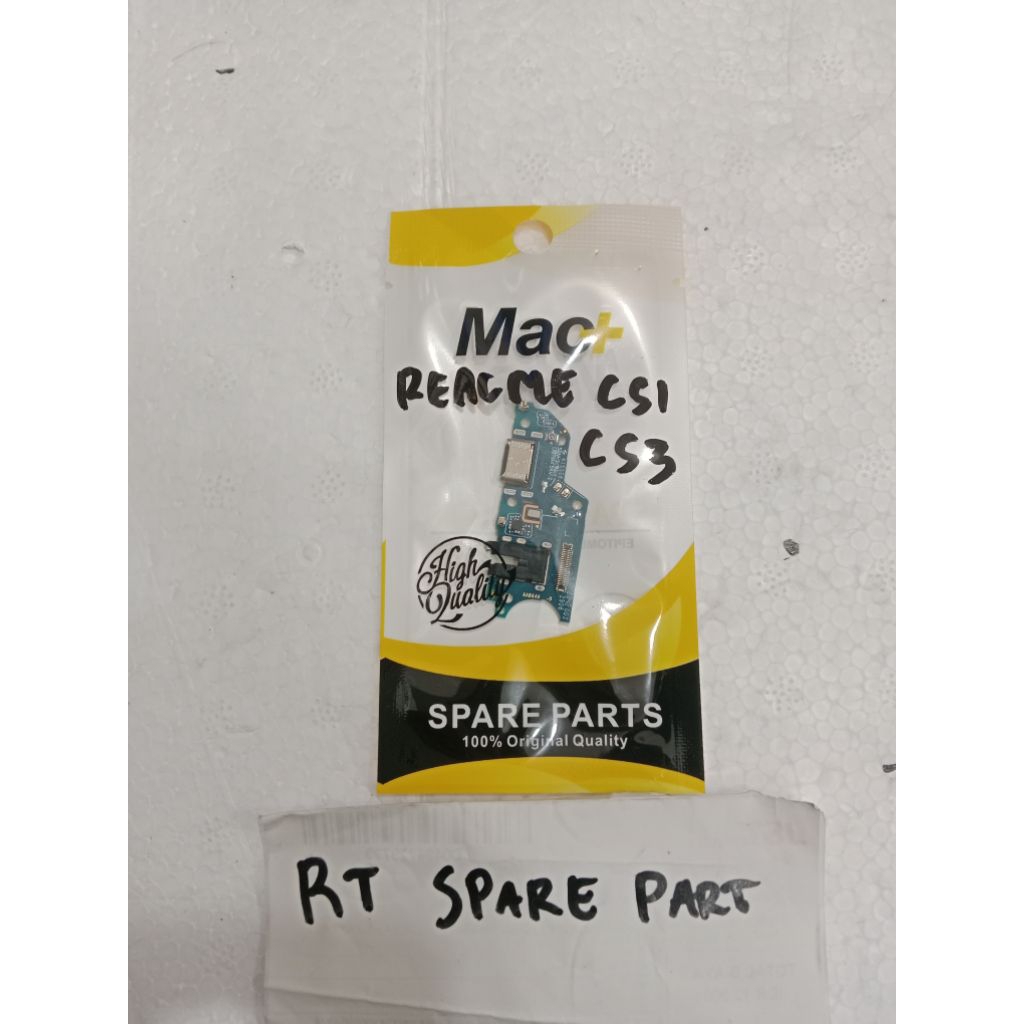 Mac+
REALME C51
C53
High
Quality
SPARE PARTS
100% Original Quality
RT SPARE PART